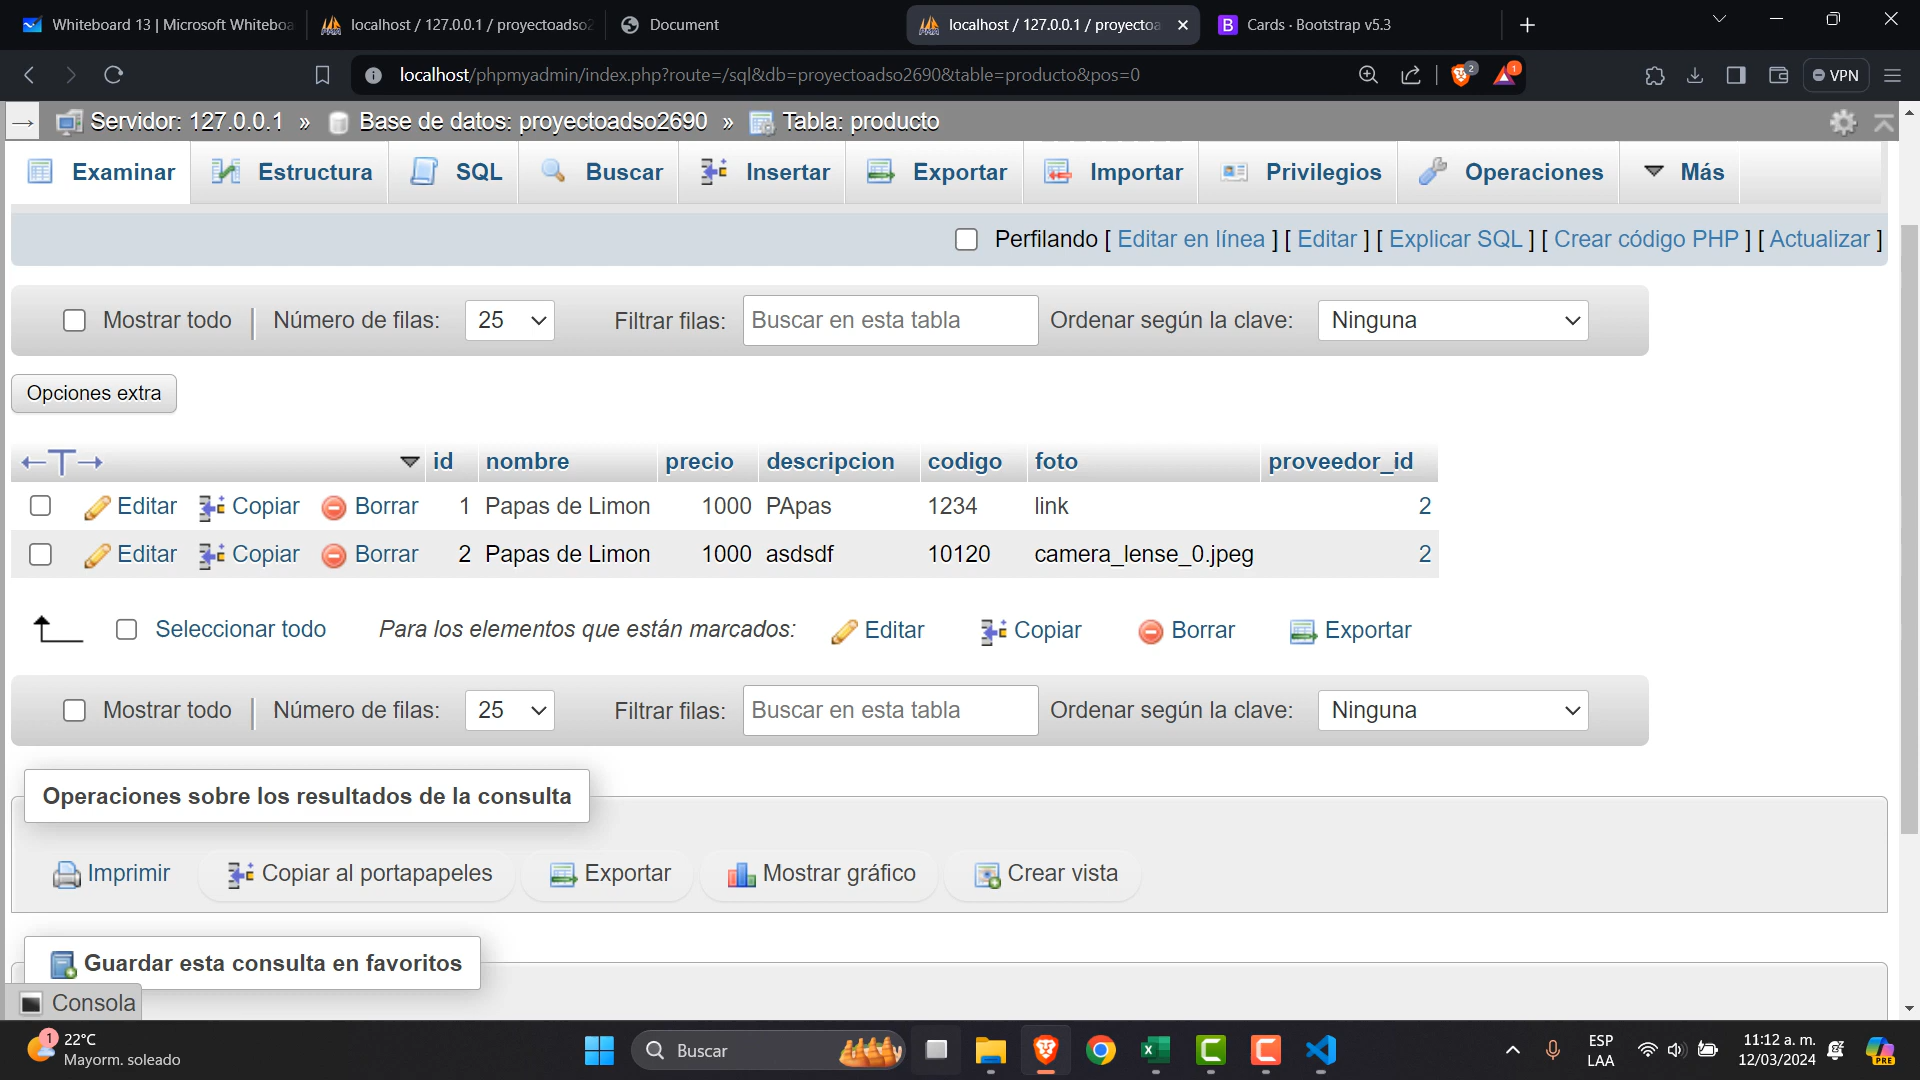 Whiteboard 13 | Microsoft Whiteboa
localhost / 127.0.0.1 / proyectoadso2
Document
localhost / 127.0.0.1 / proyectoa
Cards · Bootstrap v5.3
localhost/phpmyadmin/index.php?route=/sql&db=proyectoadso2690&table=producto&pos=0
2
1
VPN
Servidor: 127.0.0.1 » Base de datos: proyectoadso2690 » Tabla: producto
Examinar
Estructura
SQL
Buscar
Insertar
Exportar
Importar
Privilegios
Operaciones
Más
Perfilando [ Editar en línea ] [ Editar ] [ Explicar SQL ] [ Crear código PHP ] [ Actualizar ]
Mostrar todo | Número de filas: 25 Filtrar filas: Buscar en esta tabla Ordenar según la clave: Ninguna
Opciones extra
id nombre precio descripcion codigo foto proveedor_id
Editar Copiar Borrar 1 Papas de Limon 1000 PApas 1234 link 2
Editar Copiar Borrar 2 Papas de Limon 1000 asdsdf 10120 camera_lense_0.jpeg 2
Seleccionar todo Para los elementos que están marcados: Editar Copiar Borrar Exportar
Mostrar todo | Número de filas: 25 Filtrar filas: Buscar en esta tabla Ordenar según la clave: Ninguna
Operaciones sobre los resultados de la consulta
Imprimir Copiar al portapapeles Exportar Mostrar gráfico Crear vista
Guardar esta consulta en favoritos
Consola
1
22°C
Mayorm. soleado
Buscar
ESP
LAA
11:12 a. m.
12/03/2024
PRE